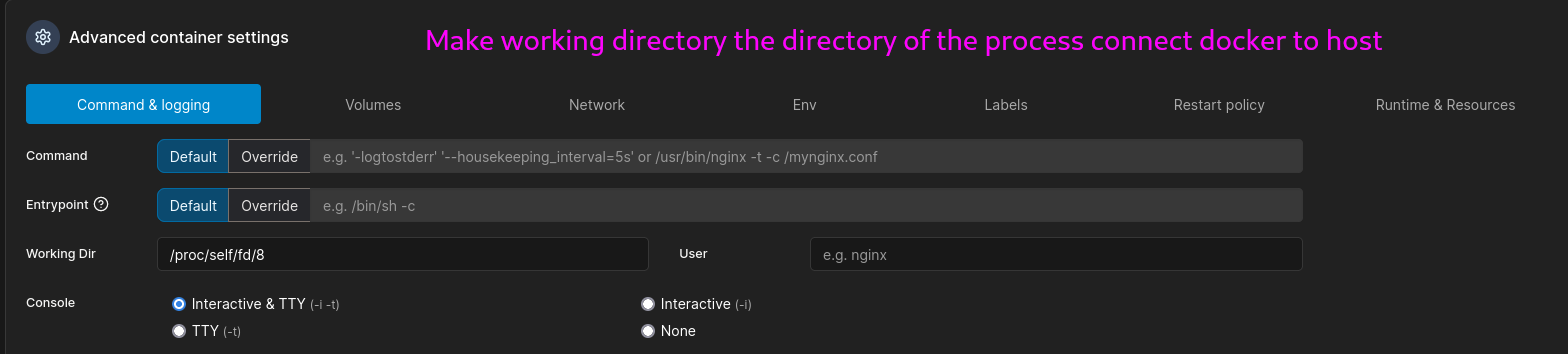 Advanced container settings
Make working directory the directory of the process connect docker to host
Command & logging Volumes Network Env Labels Restart policy Runtime & Resources
Command Default Override e.g. '-logtostderr' '--housekeeping_interval=5s' or /usr/bin/nginx -t -c /mynginx.conf
Entrypoint ? Default Override e.g. /bin/sh -c
Working Dir /proc/self/fd/8 User e.g. nginx
Console Interactive & TTY (-i -t) Interactive (-i)
TTY (-t) None